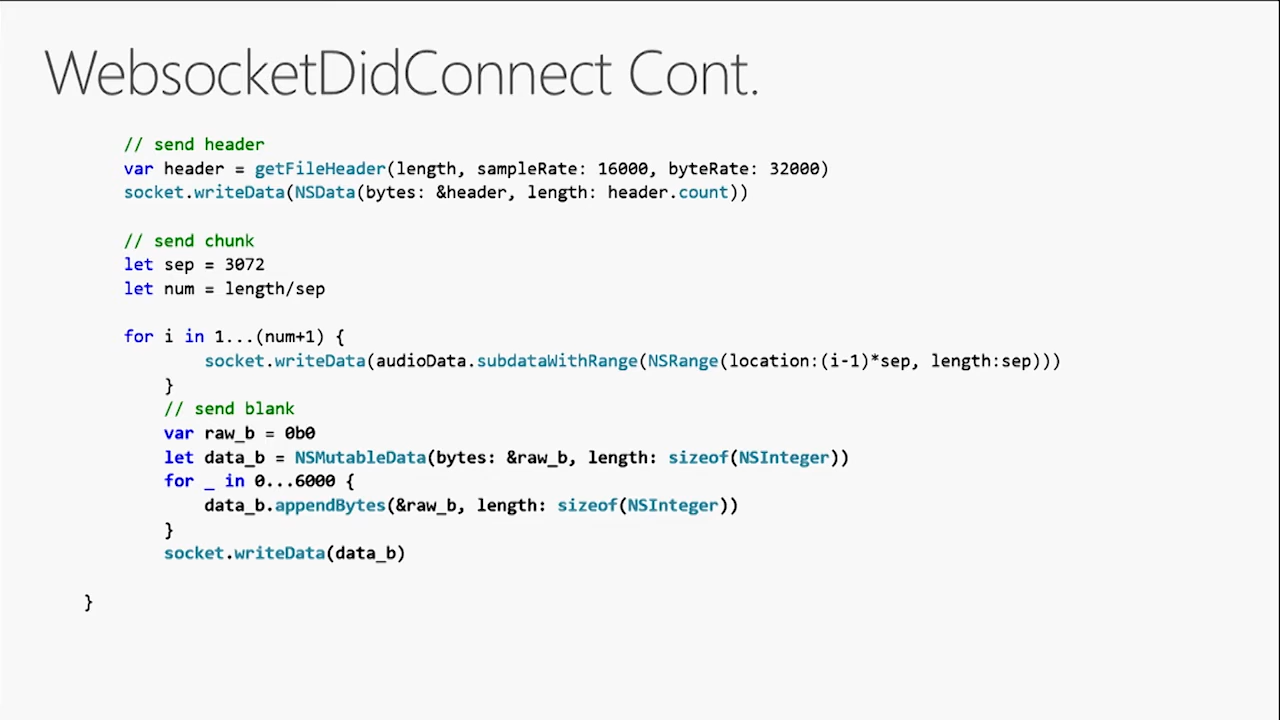 WebsocketDidConnect Cont.
// send header
var header = getFileHeader(length, sampleRate: 16000, byteRate: 32000)
socket.writeData(NSData(bytes: &header, length: header.count))
// send chunk
let sep = 3072
let num = length/sep
for i in 1...(num+1) {
socket.writeData(audioData.subdataWithRange(NSRange(location:(i-1)*sep, length:sep)))
}
// send blank
var raw_b = 0b0
let data_b = NSMutableData(bytes: &raw_b, length: sizeof(NSInteger))
for _ in 0...6000 {
data_b.appendBytes(&raw_b, length: sizeof(NSInteger))
}
socket.writeData(data_b)
}